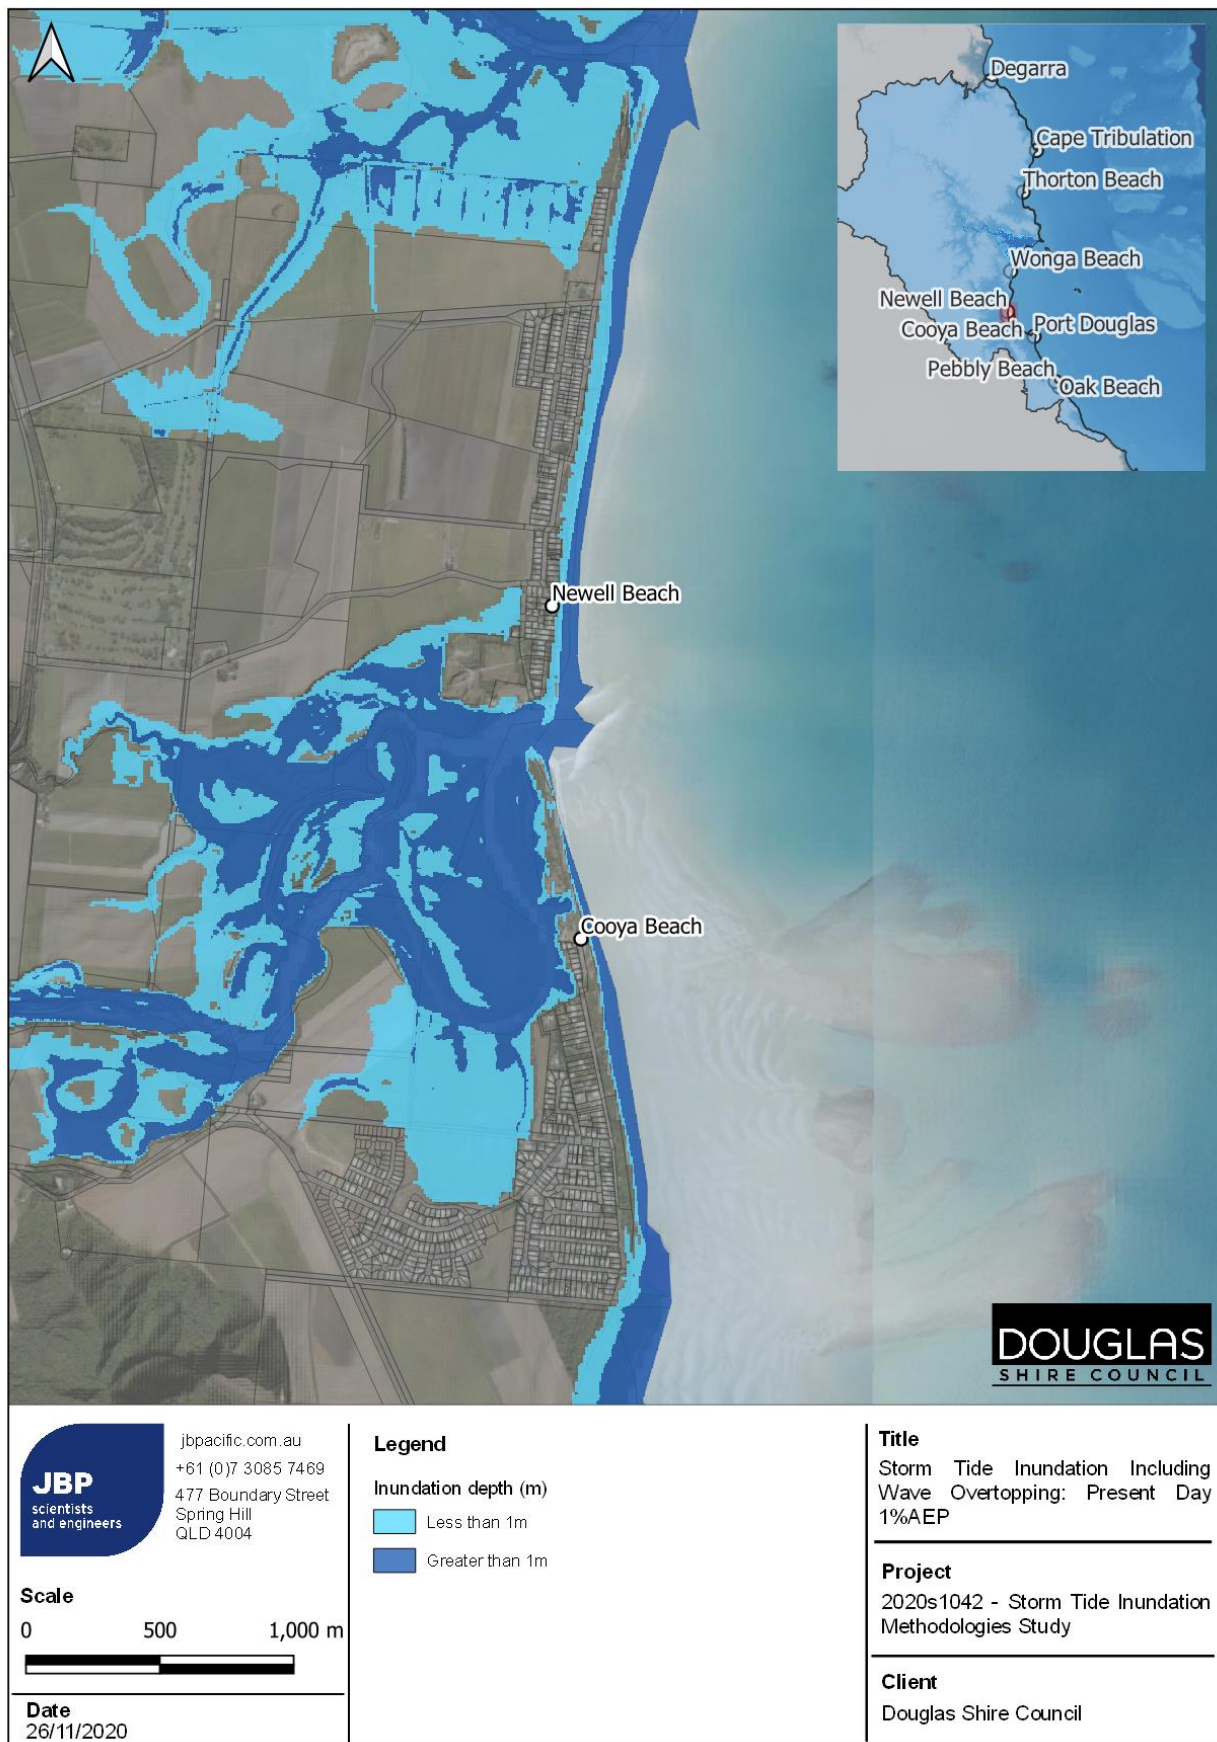 Degarra
Cape Tribulation
Thorton Beach
Wonga Beach
Newell Beach
Cooya Beach
Port Douglas
Pebbly Beach
Oak Beach
Newell Beach
Cooya Beach
DOUGLAS
SHIRE COUNCIL
JBP
scientists
and engineers
jbpacific.com.au
+61 (0)7 3085 7469
477 Boundary Street
Spring Hill
QLD 4004
Scale
0 500 1,000 m
Date
26/11/2020
Legend
Inundation depth (m)
Less than 1m
Greater than 1m
Title
Storm Tide Inundation Including
Wave Overtopping: Present Day
1%AEP
Project
2020s1042 - Storm Tide Inundation
Methodologies Study
Client
Douglas Shire Council